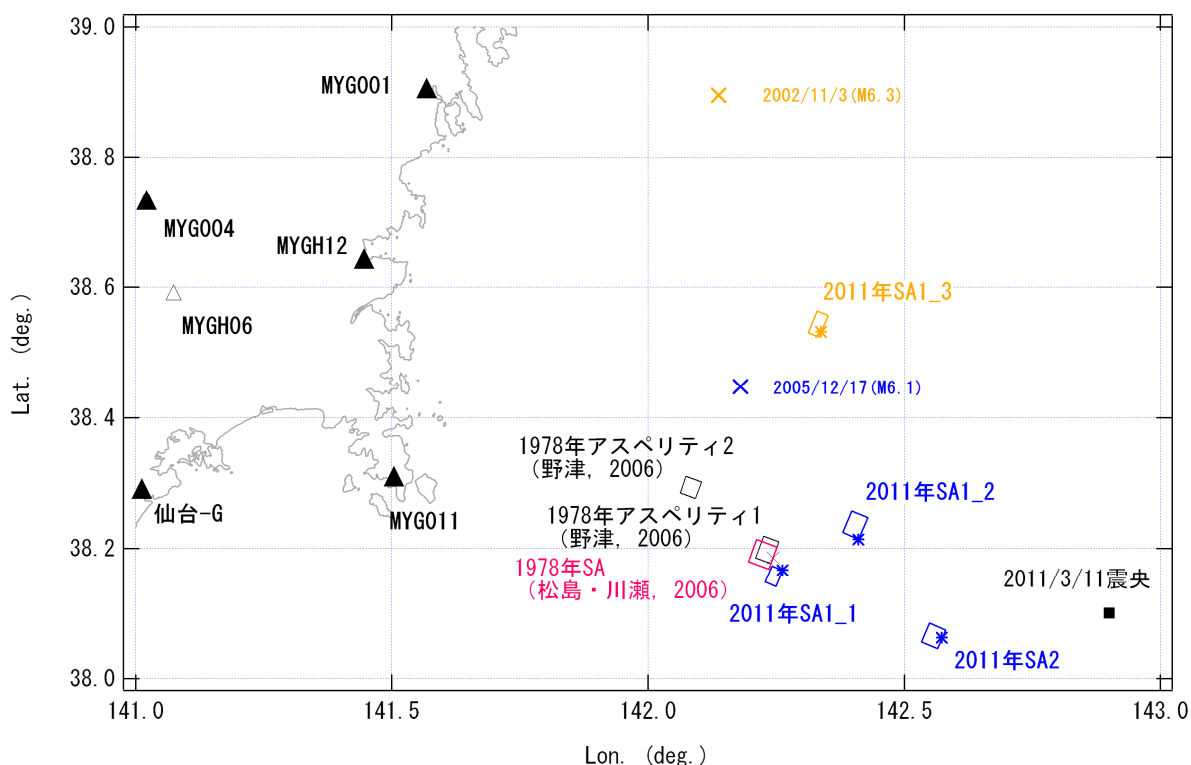 39.0
MYG001
2002/11/3(M6.3)
38.8
MYG004
MYGH12
38.6
2011年SA1_3
MYGH06
Lat. (deg.)
2005/12/17(M6.1)
38.4
1978年アスペリティ2
(野津, 2006)
2011年SA1_2
仙台-G
MYG011
1978年アスペリティ1
(野津, 2006)
38.2
1978年SA
(松島・川瀬, 2006)
2011/3/11震央
2011年SA1_1
2011年SA2
38.0
141.0
141.5
142.0
142.5
143.0
Lon. (deg.)